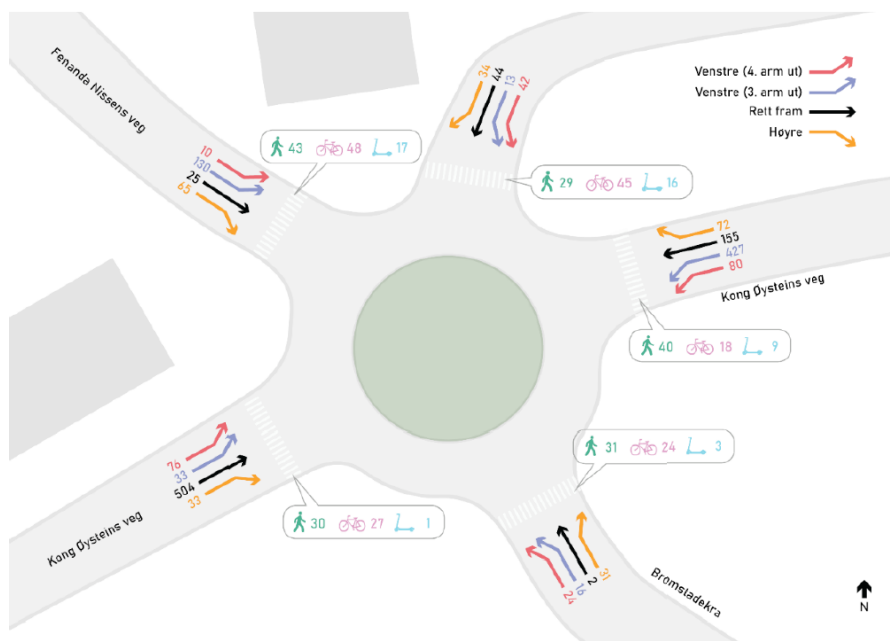 Fenanda Nissens veg
10
130
25
65
43 48 17
34
44
13
42
29 45 16
Venstre (4. arm ut)
Venstre (3. arm ut)
Rett fram
Høyre
72
155
427
80
Kong Øysteins veg
40 18 9
76
33
504
33
Kong Øysteins veg
30 27 1
31 24 3
24
16
2
31
Bromsladekra
N